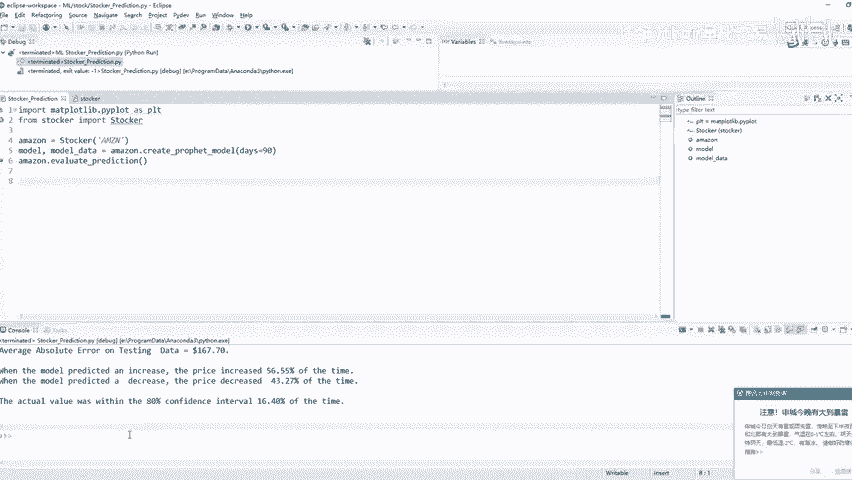 eclipse-workspace - ML/stock/Stocker_Prediction.py - Eclipse
File Edit Refactoring Source Navigate Search Project Pydev Run Window Help
Debug
<terminated>ML Stocker_Prediction.py [Python Run]
<terminated>Stocker_Prediction.py
<terminated, exit value: -1>Stocker_Prediction.py [debug] [e:\ProgramData\Anaconda3\python.exe]
Variables Breakpoints
Stocker_Prediction stocker
1 import matplotlib.pyplot as plt
2 from stocker import Stocker
3
4 amazon = Stocker('AMZN')
5 model, model_data = amazon.create_prophet_model(days=90)
6 amazon.evaluate_prediction()
7
8
Outline
type filter text
plt = matplotlib.pyplot
Stocker (stocker)
amazon
model
model_data
Console Tasks
<terminated> Stocker_Prediction.py [debug] [e:\ProgramData\Anaconda3\python.exe]
Average Absolute Error on Testing  Data = $167.70.
When the model predicted an increase, the price increased 56.55% of the time.
When the model predicted a  decrease, the price decreased  43.27% of the time.
The actual value was within the 80% confidence interval 16.40% of the time.
>>>
注意！申城今晚有大到暴雪
Writable Insert 8 : 1